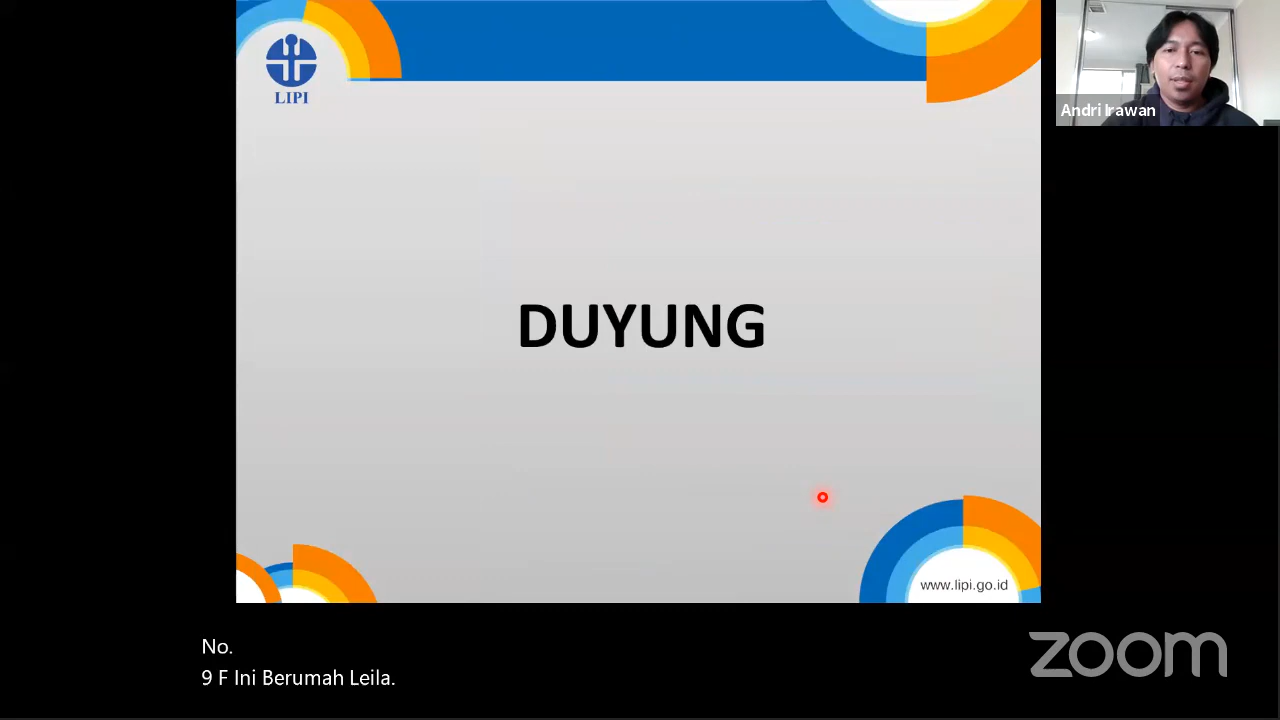 LIPI
Andri Irawan
DUYUNG
www.lipi.go.id
No.
9 F Ini Berumah Leila.
zoom